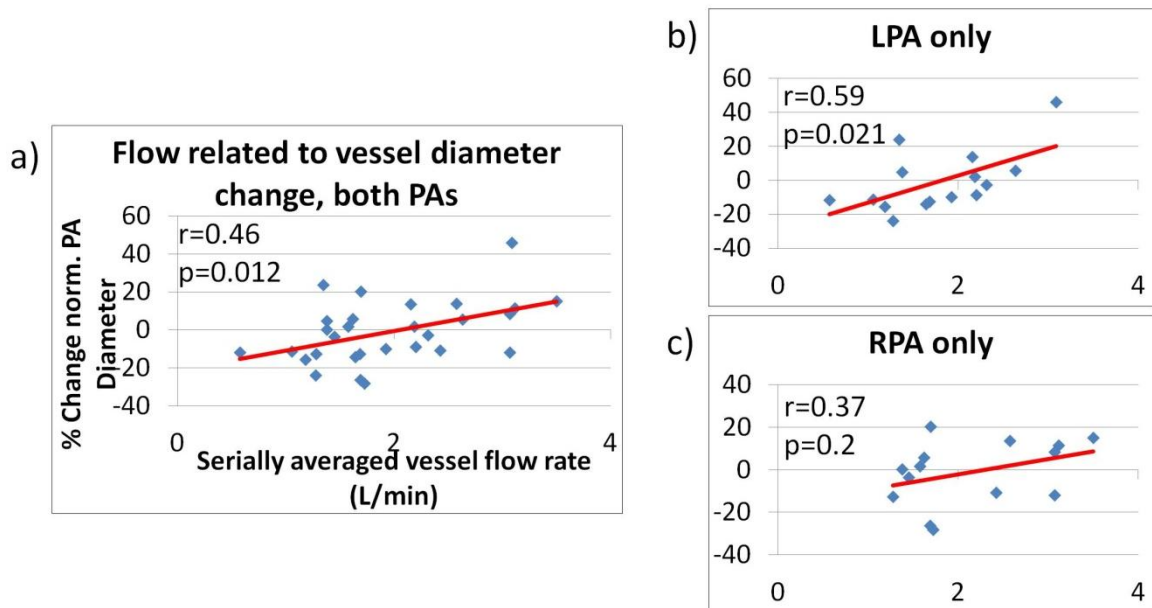 a)
Flow related to vessel diameter
change, both PAs
r=0.46
p=0.012
% Change norm. PA
Diameter
60
40
20
0
-20
-40
0 2 4
Serially averaged vessel flow rate
(L/min)
b)
LPA only
r=0.59
p=0.021
60
40
20
0
-20
-40
0 2 4
c)
RPA only
r=0.37
p=0.2
40
20
0
-20
-40
0 2 4